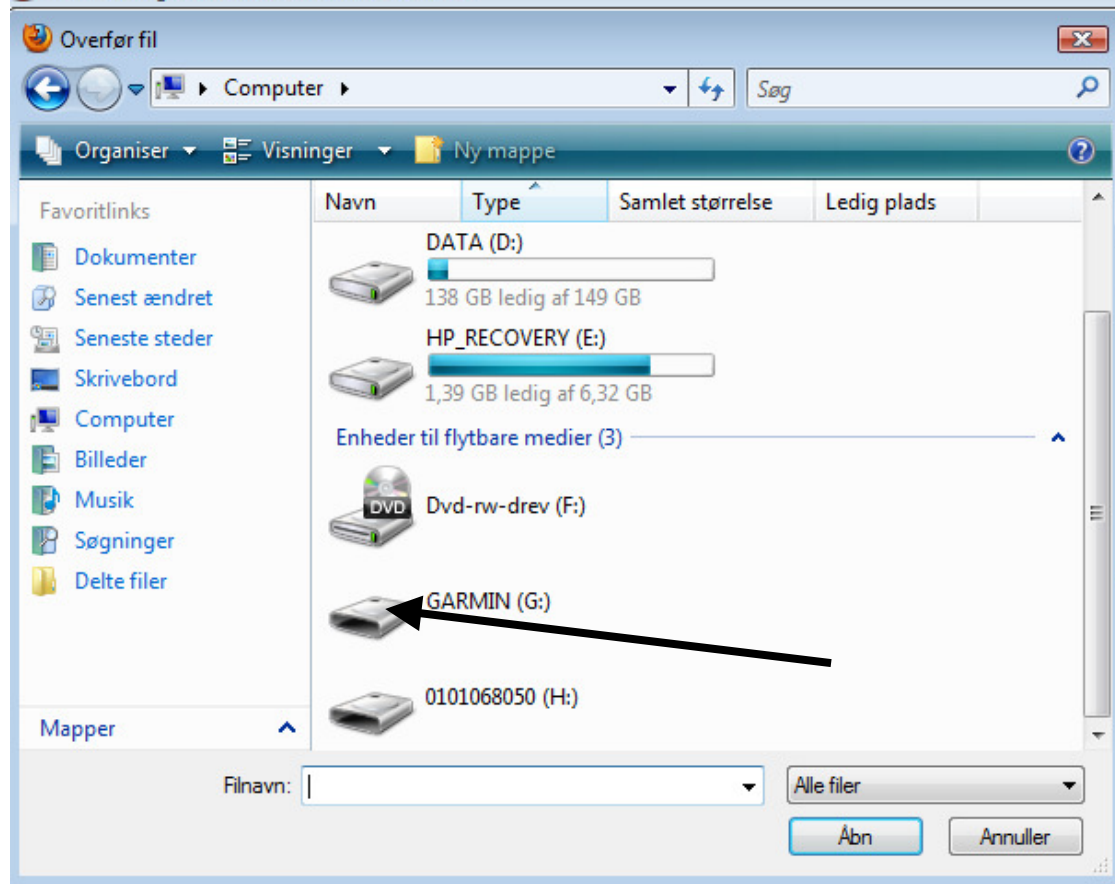 Overfør fil
Computer
Søg
Organiser Visninger Ny mappe
Favoritlinks
Dokumenter
Senest ændret
Seneste steder
Skrivebord
Computer
Billeder
Musik
Søgninger
Delte filer
Mapper
Navn Type Samlet størrelse Ledig plads
DATA (D:)
138 GB ledig af 149 GB
HP_RECOVERY (E:)
1,39 GB ledig af 6,32 GB
Enheder til flytbare medier (3)
DVD
Dvd-rw-drev (F:)
GARMIN (G:)
0101068050 (H:)
Filnavn: Alle filer
Åbn Annuller